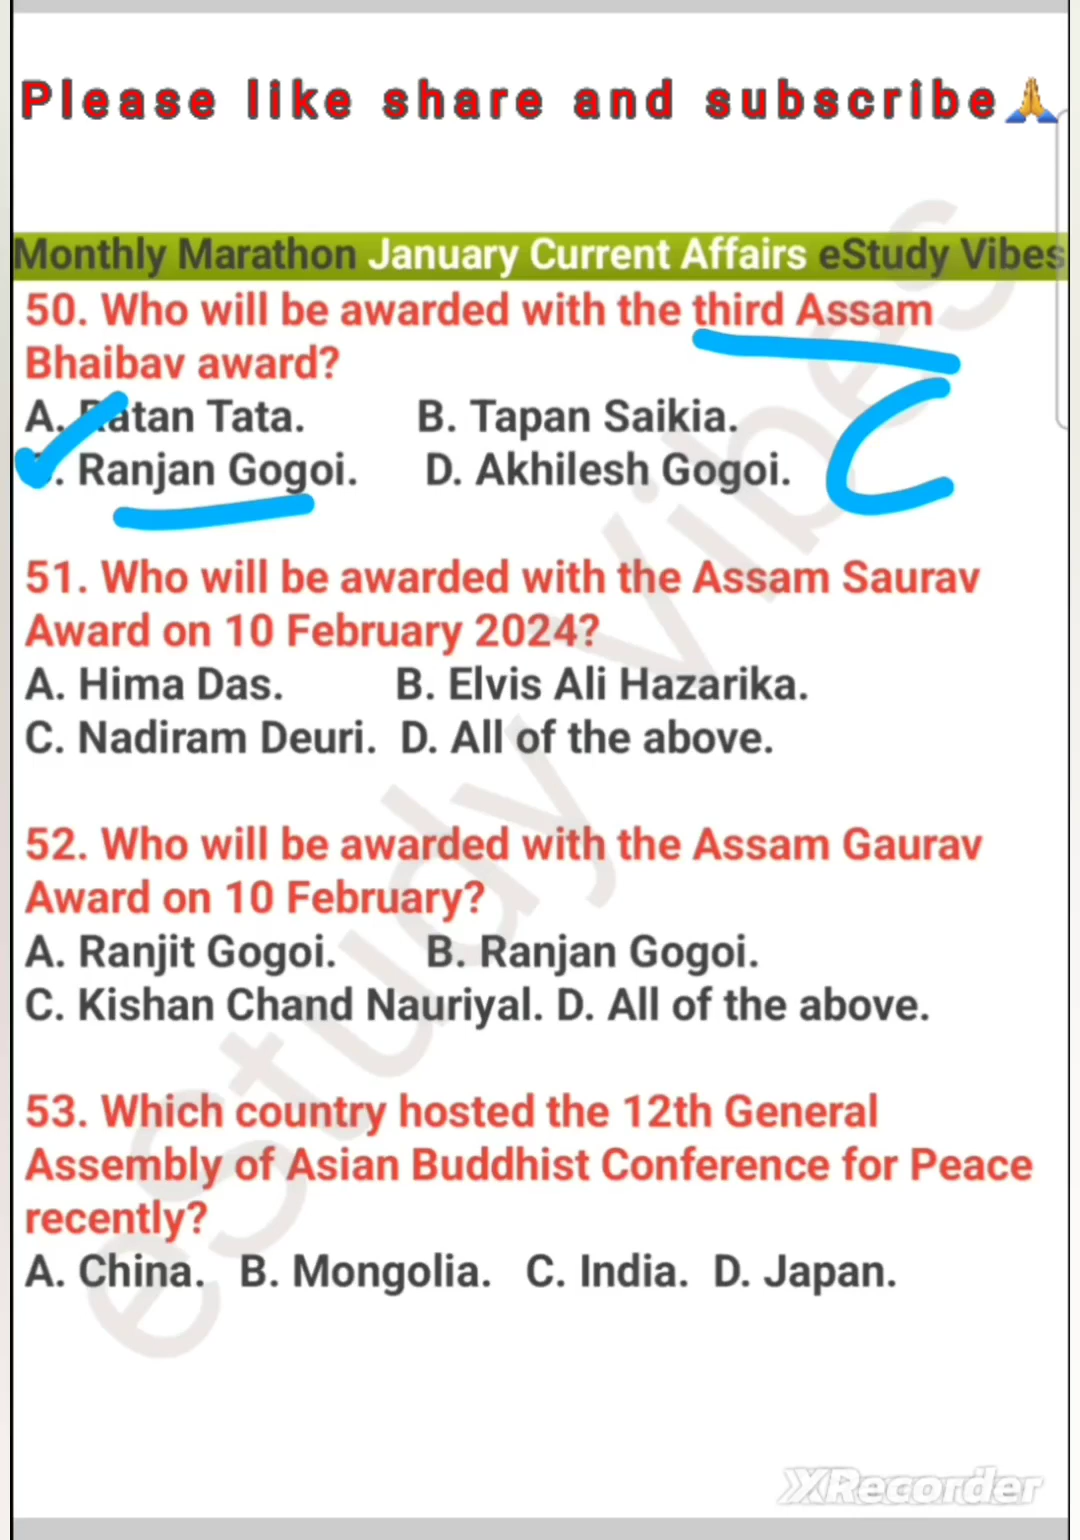 Please like share and subscribe🙏
Monthly Marathon January Current Affairs eStudy Vibes
50. Who will be awarded with the third Assam
Bhaibav award?
A. Ratan Tata. B. Tapan Saikia.
. Ranjan Gogoi. D. Akhilesh Gogoi.
C
51. Who will be awarded with the Assam Saurav
Award on 10 February 2024?
A. Hima Das. B. Elvis Ali Hazarika.
C. Nadiram Deuri. D. All of the above.
52. Who will be awarded with the Assam Gaurav
Award on 10 February?
A. Ranjit Gogoi. B. Ranjan Gogoi.
C. Kishan Chand Nauriyal. D. All of the above.
53. Which country hosted the 12th General
Assembly of Asian Buddhist Conference for Peace
recently?
A. China. B. Mongolia. C. India. D. Japan.
eStudy Vibes
XRecorder